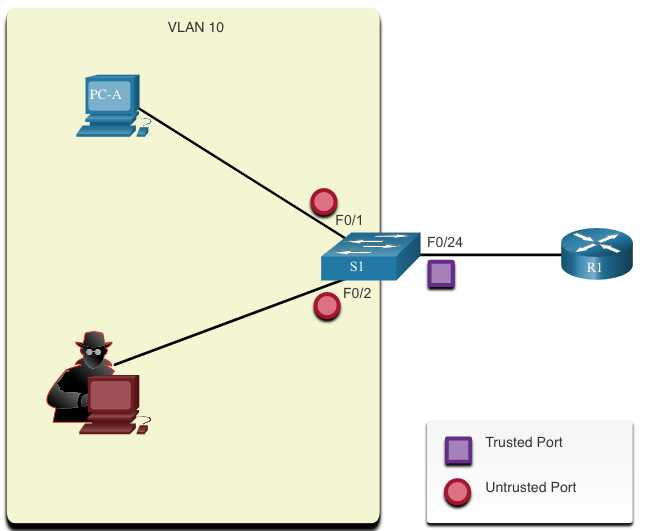 VLAN 10
PC-A
F0/1
F0/24
S1
R1
F0/2
Trusted Port
Untrusted Port